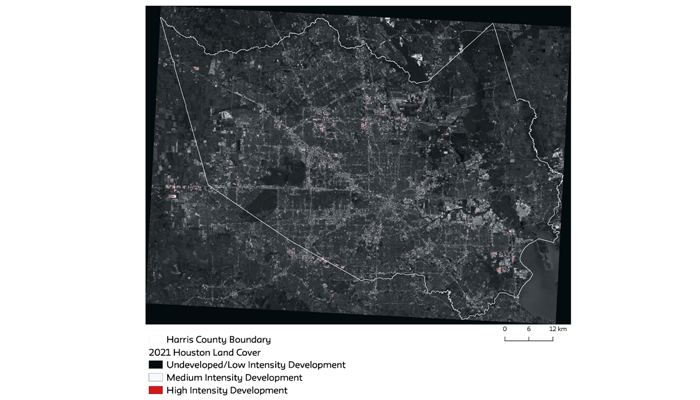 0 6 12 km
Harris County Boundary
2021 Houston Land Cover
Undeveloped/Low Intensity Development
Medium Intensity Development
High Intensity Development